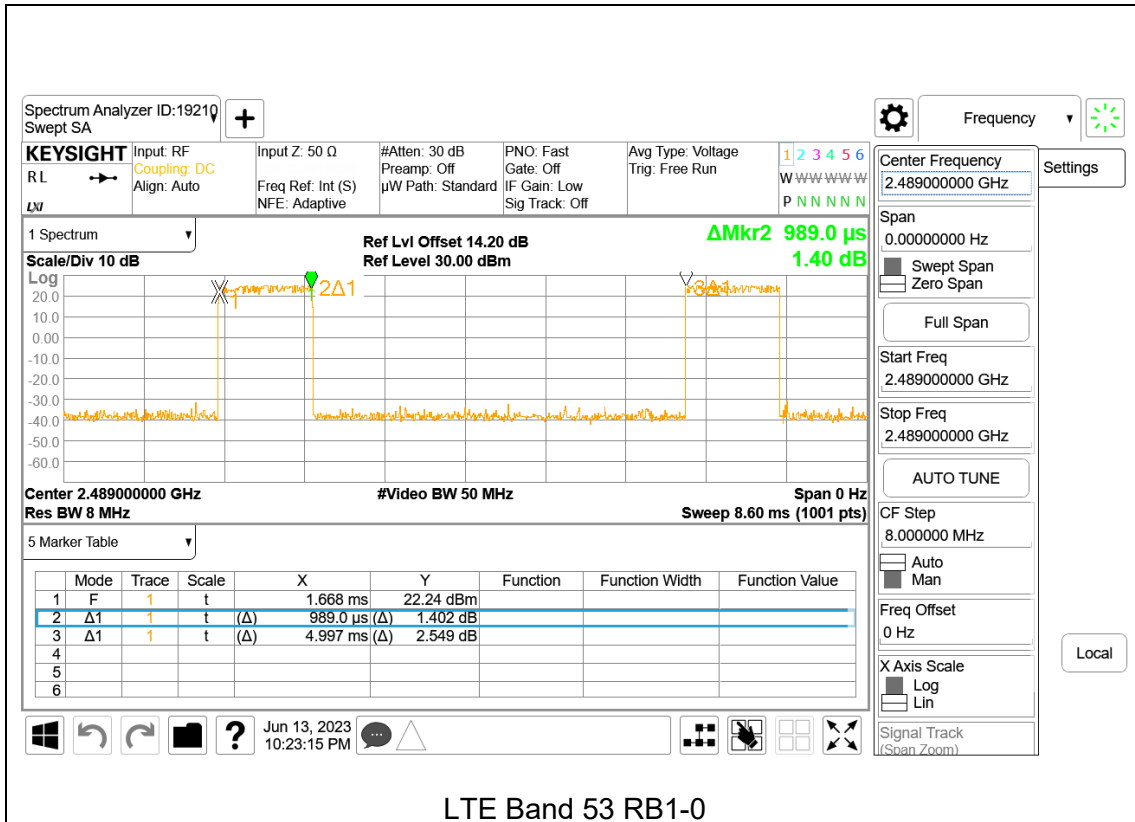 Spectrum Analyzer ID:19210
Swept SA
Frequency
KEYSIGHT
RL
LXI
Input: RF
Coupling: DC
Align: Auto
Input Z: 50 Ω
Freq Ref: Int (S)
NFE: Adaptive
#Atten: 30 dB
Preamp: Off
µW Path: Standard
PNO: Fast
Gate: Off
IF Gain: Low
Sig Track: Off
Avg Type: Voltage
Trig: Free Run
1 2 3 4 5 6
W W W W W W
P N N N N N
Center Frequency
2.489000000 GHz
Settings
1 Spectrum
Scale/Div 10 dB
Ref Lvl Offset 14.20 dB
Ref Level 30.00 dBm
ΔMkr2 989.0 µs
1.40 dB
Log
20.0
10.0
0.00
-10.0
-20.0
-30.0
-40.0
-50.0
-60.0
1
2Δ1
3Δ1
Center 2.489000000 GHz
Res BW 8 MHz
#Video BW 50 MHz
Span 0 Hz
Sweep 8.60 ms (1001 pts)
Span
0.00000000 Hz
Swept Span
Zero Span
Full Span
Start Freq
2.489000000 GHz
Stop Freq
2.489000000 GHz
AUTO TUNE
CF Step
8.000000 MHz
Auto
Man
Freq Offset
0 Hz
X Axis Scale
Log
Lin
Signal Track
(Span Zoom)
Local
5 Marker Table
Mode Trace Scale X Y Function Function Width Function Value
1 F 1 t 1.668 ms 22.24 dBm
2 Δ1 1 t (Δ) 989.0 µs (Δ) 1.402 dB
3 Δ1 1 t (Δ) 4.997 ms (Δ) 2.549 dB
4
5
6
?
Jun 13, 2023
10:23:15 PM
LTE Band 53 RB1-0